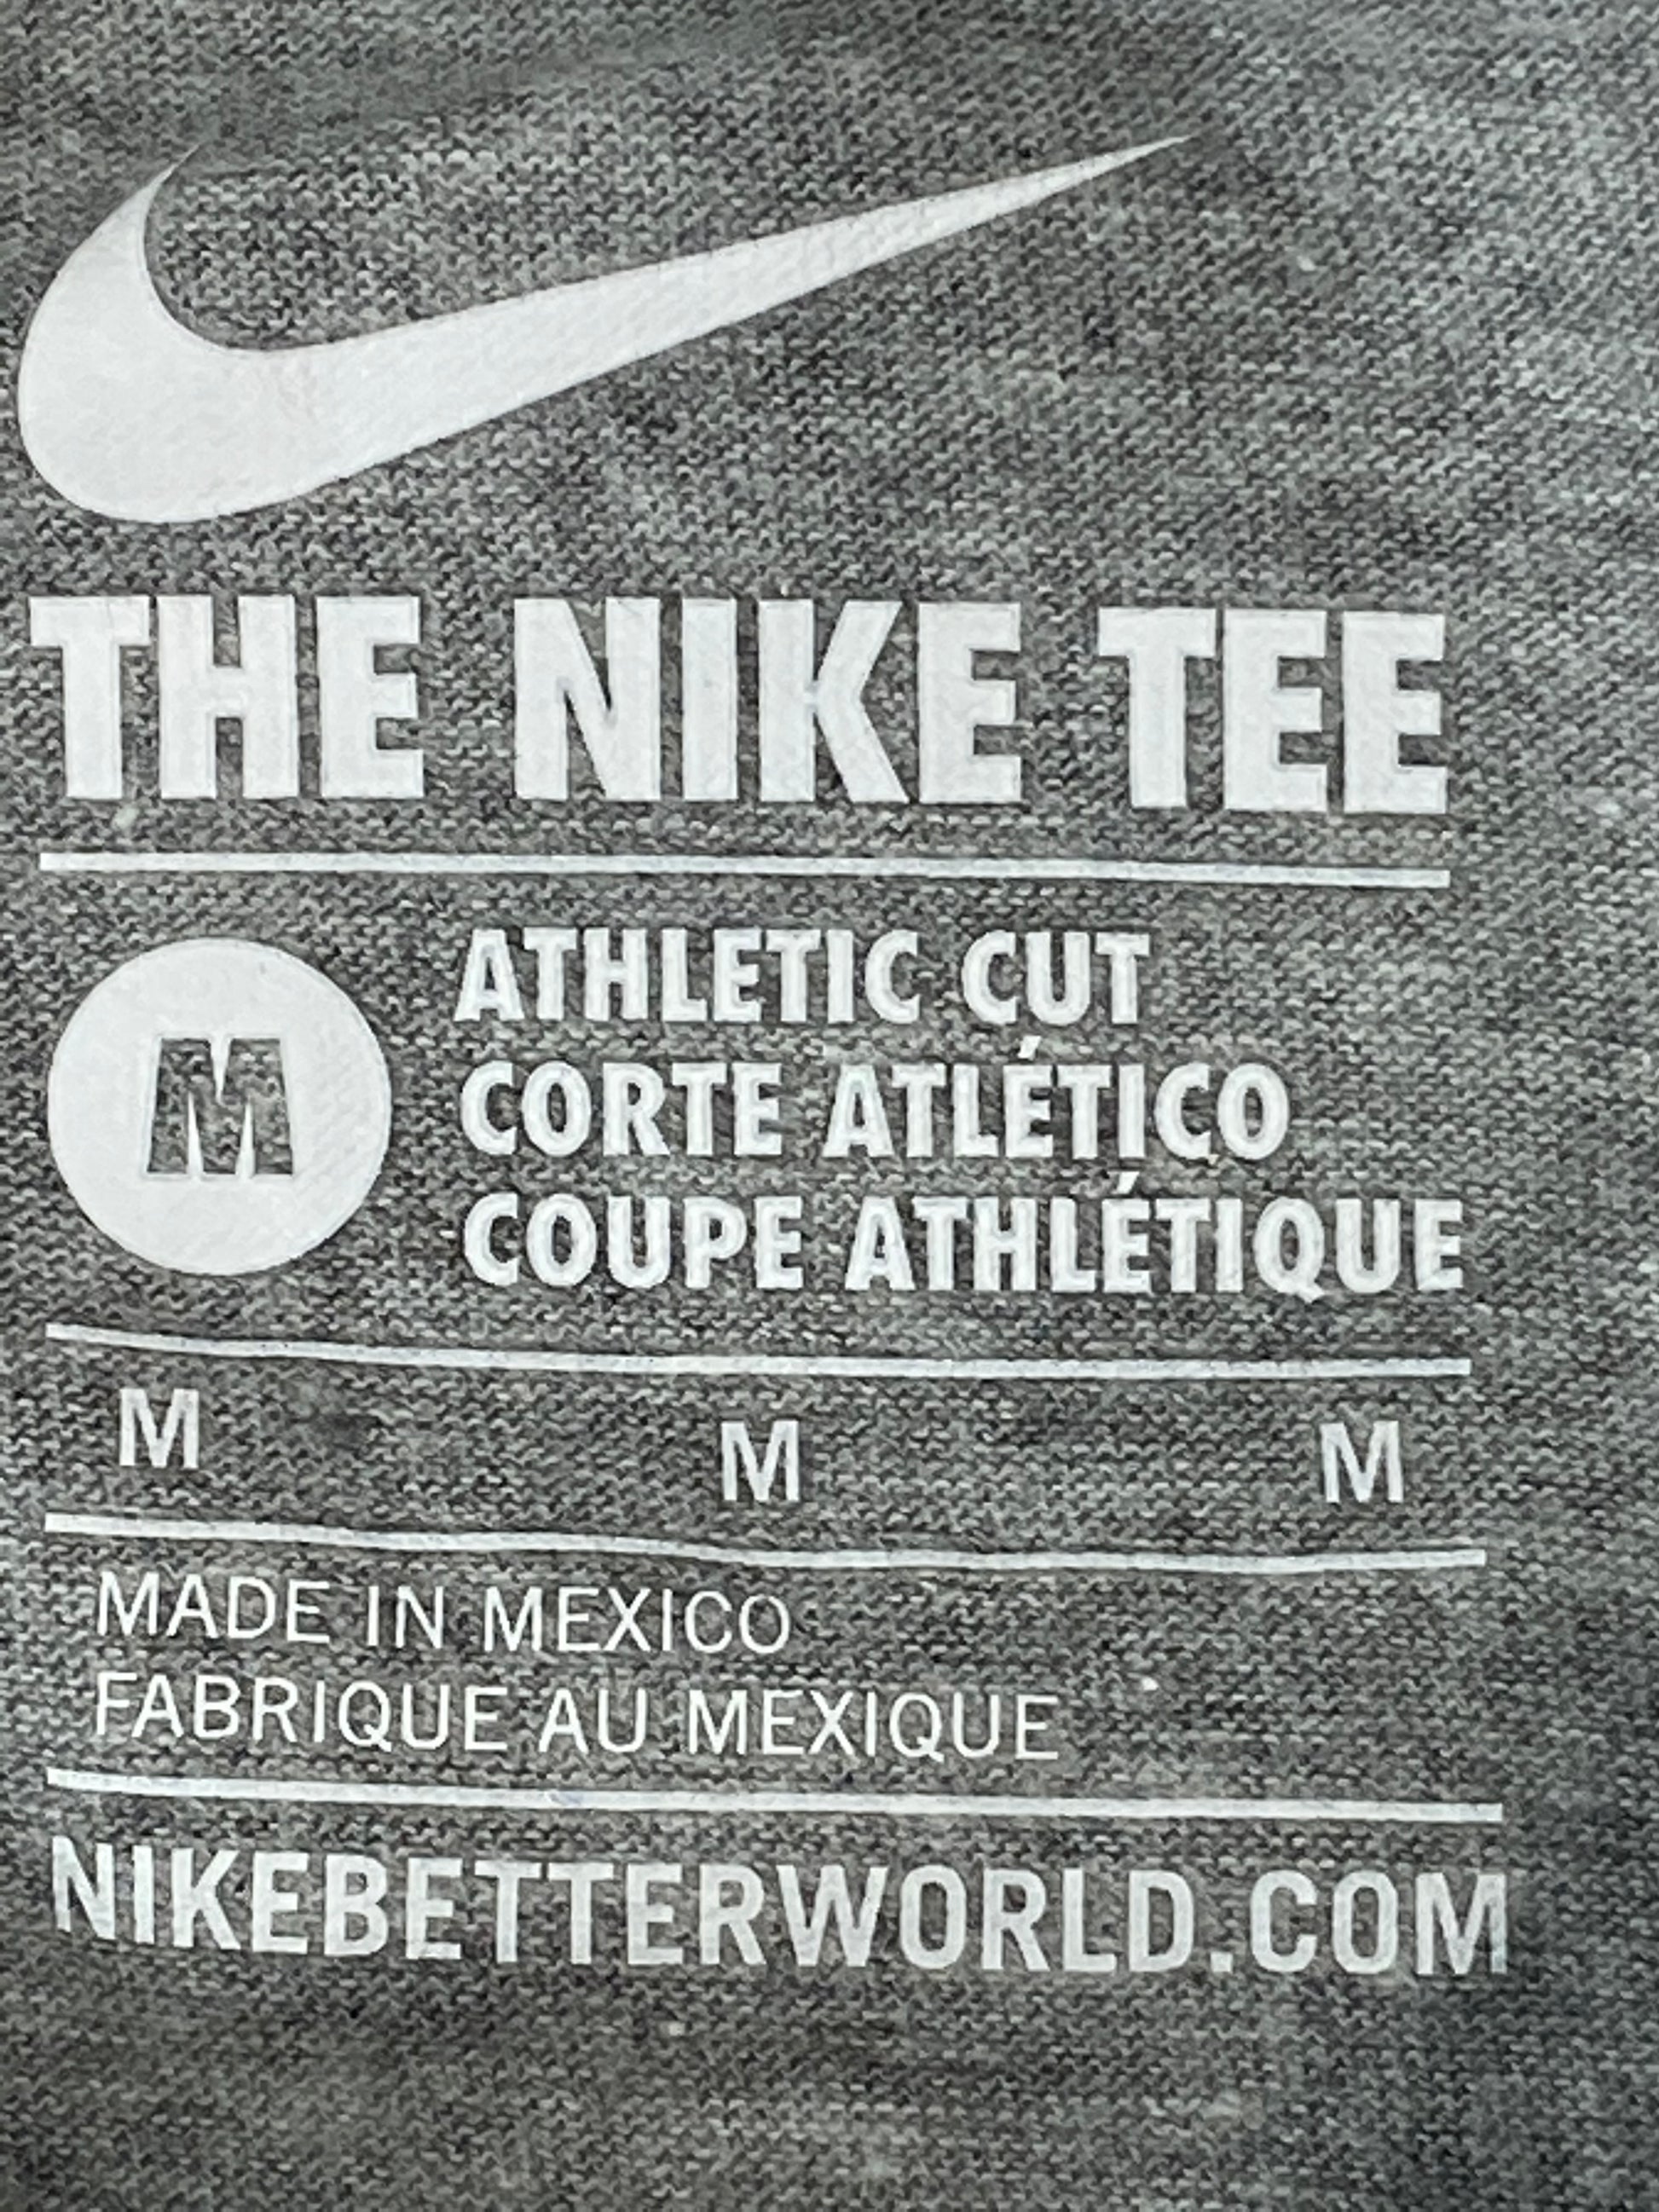 THE NIKE TEE
M
ATHLETIC CUT
CORTE ATLÉTICO
COUPE ATHLÉTIQUE
M M M
MADE IN MEXICO
FABRIQUE AU MEXIQUE
NIKEBETTERWORLD.COM